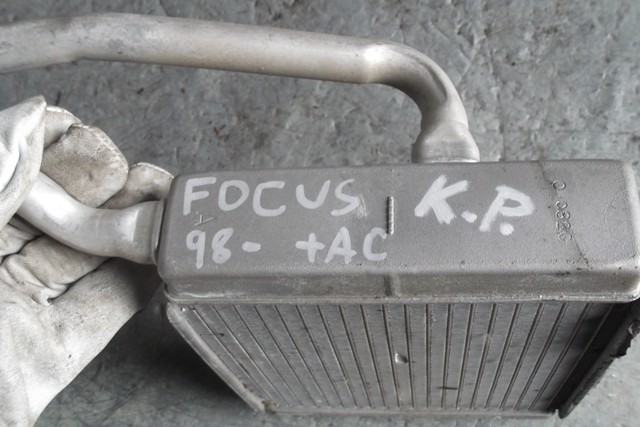 FOCUS K.P.
98- +AC